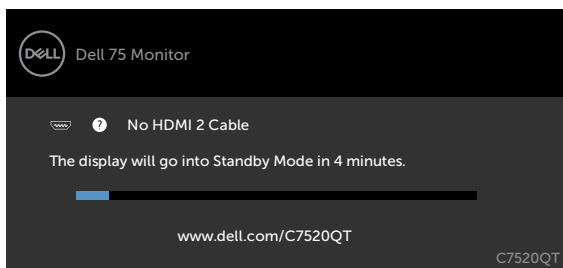 DELL
Dell 75 Monitor
? No HDMI 2 Cable
The display will go into Standby Mode in 4 minutes.
www.dell.com/C7520QT
C7520QT